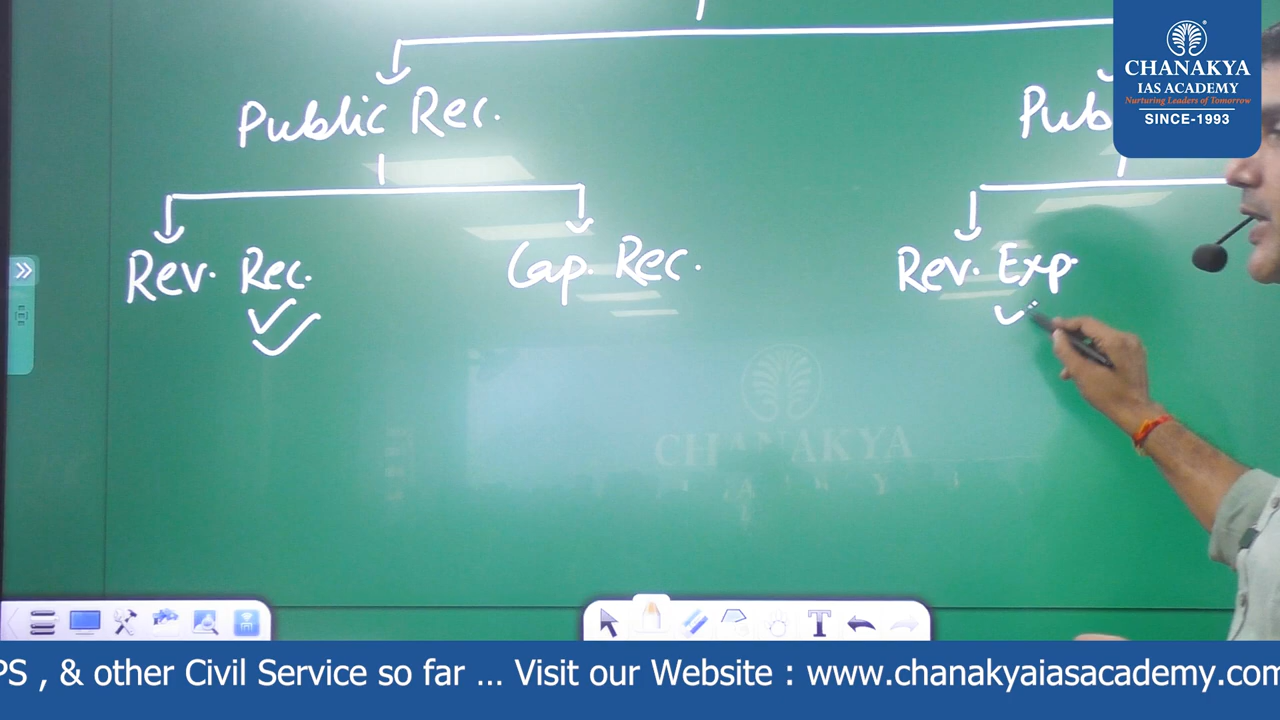 CHANAKYA
IAS ACADEMY
Nurturing Leaders of Tomorrow
SINCE-1993
Public Rec.
Pub
Rev. Rec.
Cap. Rec.
Rev. Exp.
CHANAKYA
T
PS , & other Civil Service so far ... Visit our Website : www.chanakyaiasacademy.com